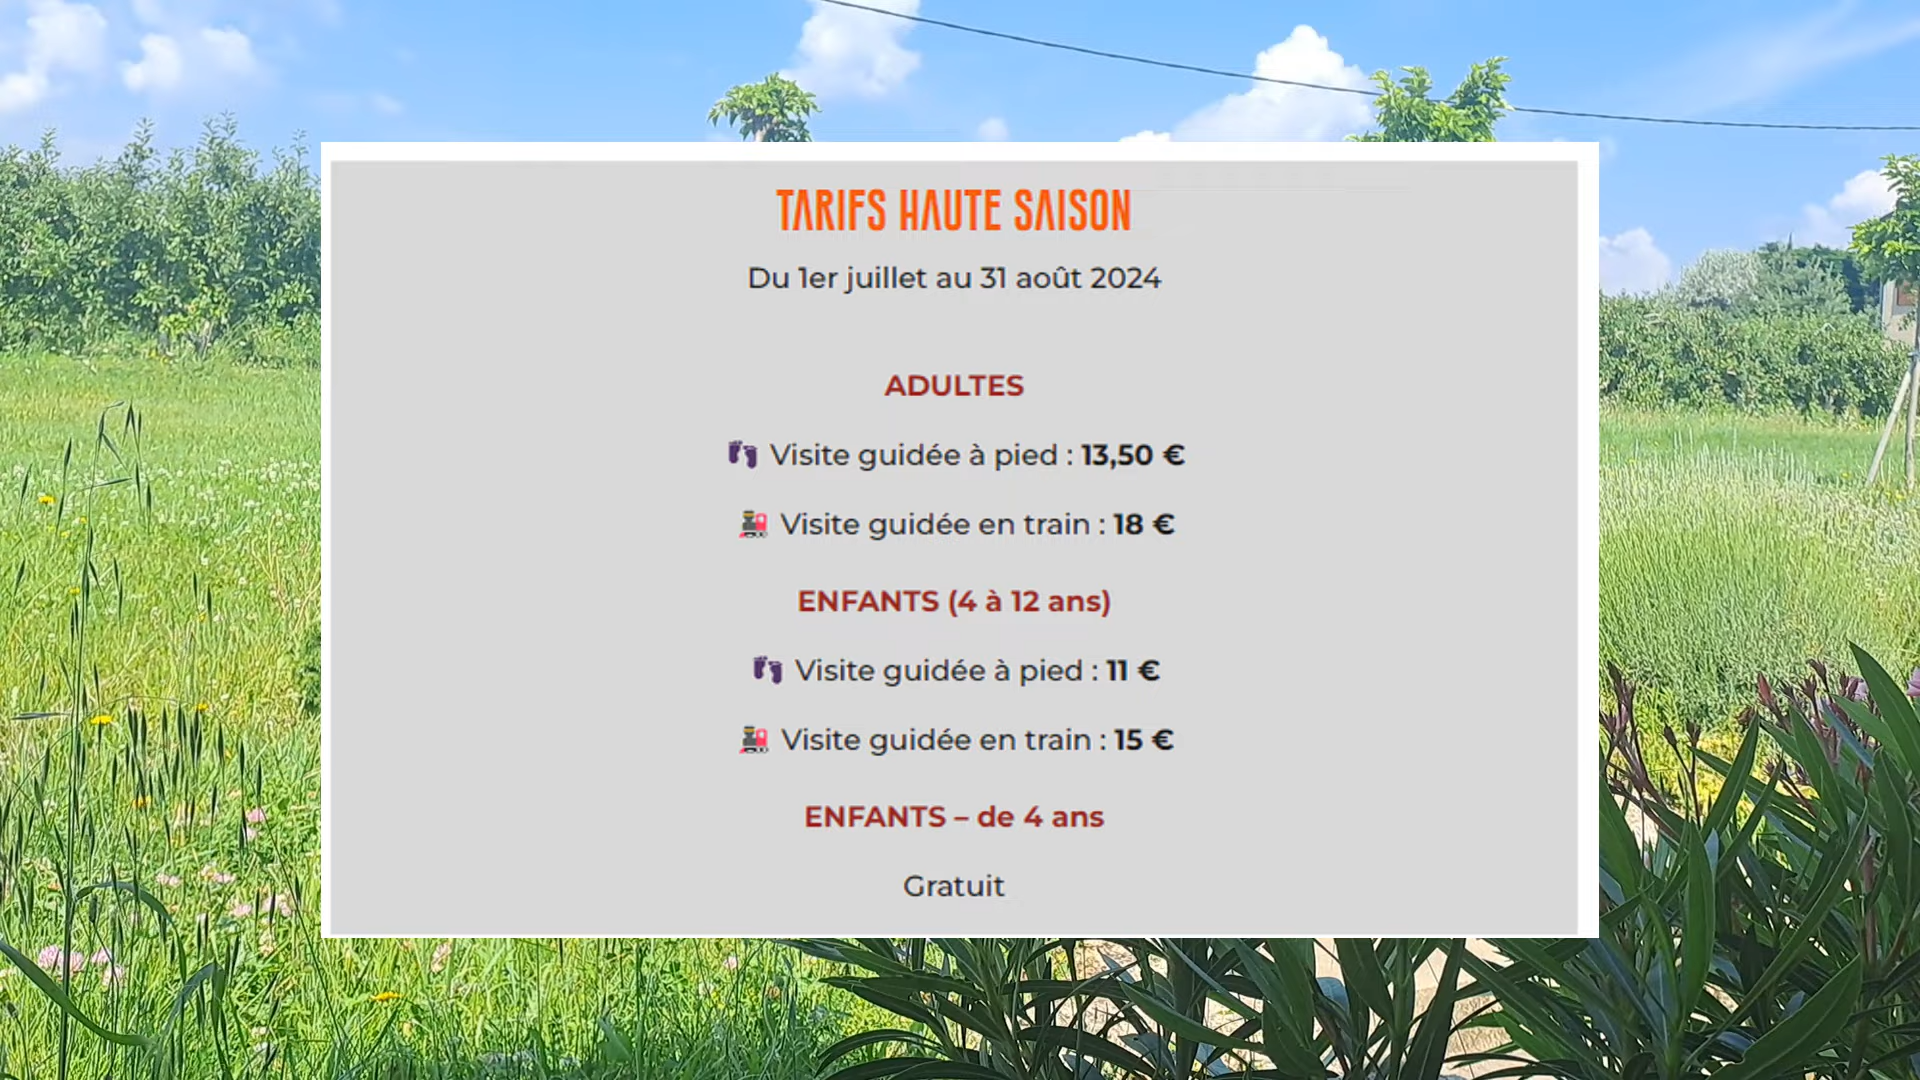 TARIFS HAUTE SAISON
Du 1er juillet au 31 août 2024
ADULTES
Visite guidée à pied : 13,50 €
Visite guidée en train : 18 €
ENFANTS (4 à 12 ans)
Visite guidée à pied : 11 €
Visite guidée en train : 15 €
ENFANTS – de 4 ans
Gratuit